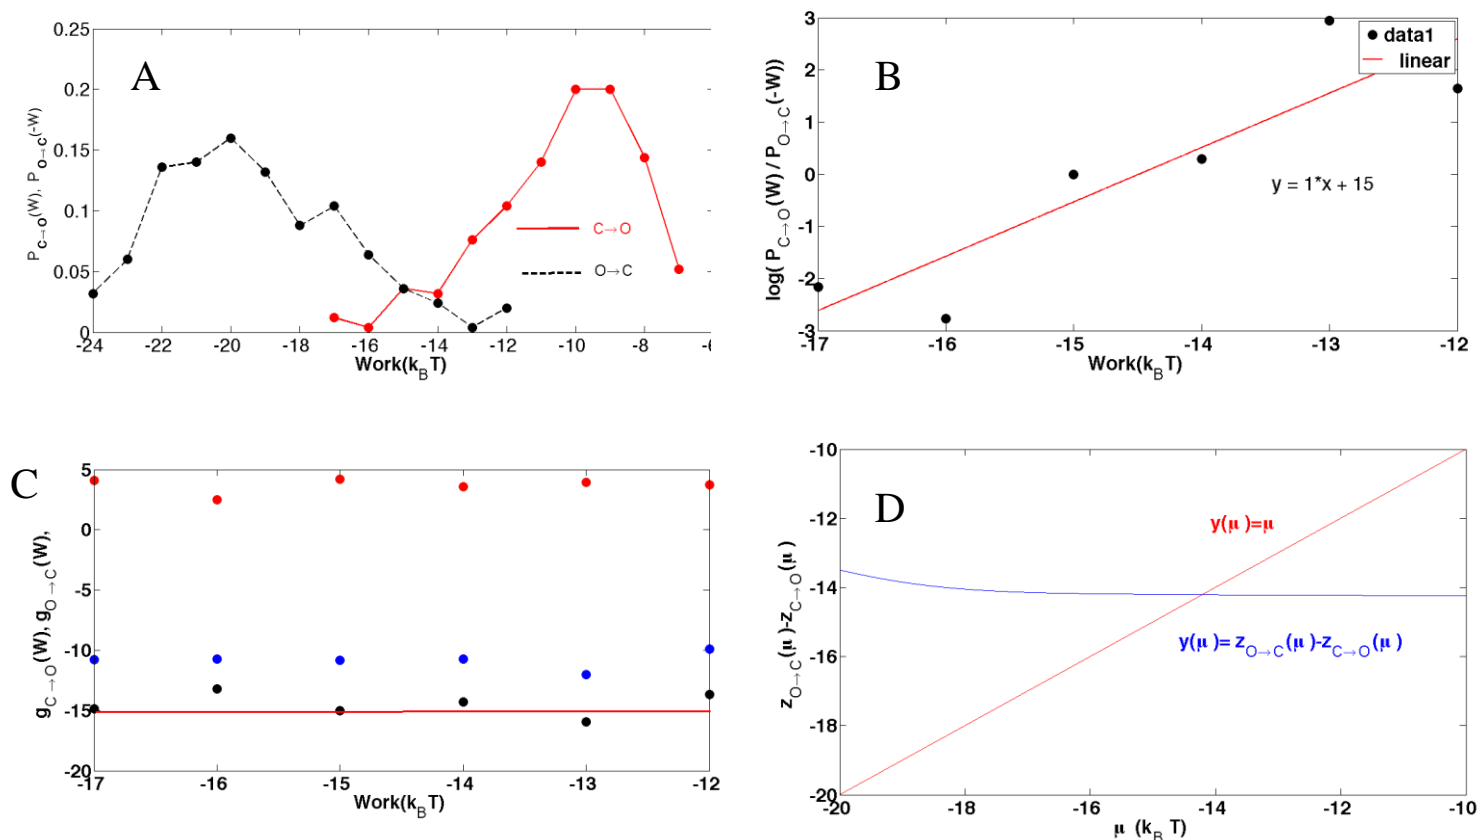 A
0.25
0.2
0.15
0.1
0.05
0
P C→O (W), P O→C (-W)
C→O
O→C
-24 -22 -20 -18 -16 -14 -12 -10 -8
Work(k_B T)
B
3
2
1
0
-1
-2
-3
log( P_C→O (W) / P_O→C (-W))
data1
linear
y = 1*x + 15
-17 -16 -15 -14 -13 -12
Work(k_B T)
C
5
0
-5
-10
-15
-20
g_C→O (W), g_O→C (W),
-17 -16 -15 -14 -13 -12
Work(k_B T)
D
-10
-12
-14
-16
-18
-20
z_O→C (μ)-z_C→O (μ)
y(μ)=μ
y(μ)= z_O→C (μ)-z_C→O (μ)
-20 -18 -16 -14 -12 -10
μ (k_B T)